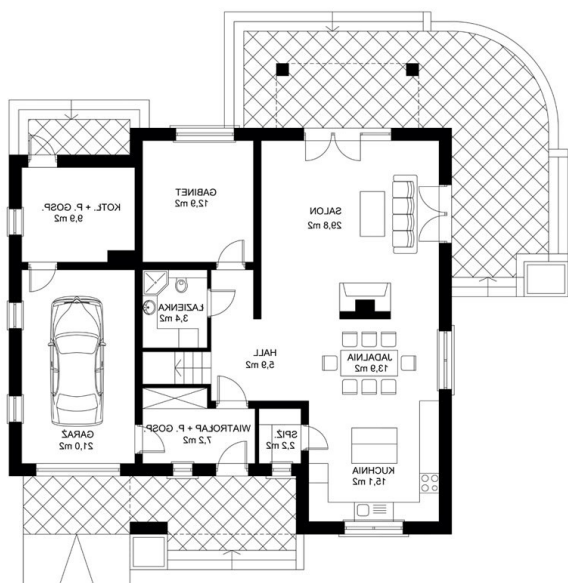 KOTŁ. + P. GOSP.
9,9 m2
GABINET
12,9 m2
SALON
29,8 m2
ŁAZIENKA
3,4 m2
HALL
5,9 m2
JADALNIA
13,9 m2
GARAŻ
21,0 m2
WIATROŁAP + P. GOSP.
7,2 m2
SPIŻ.
2,2 m2
KUCHNIA
15,1 m2